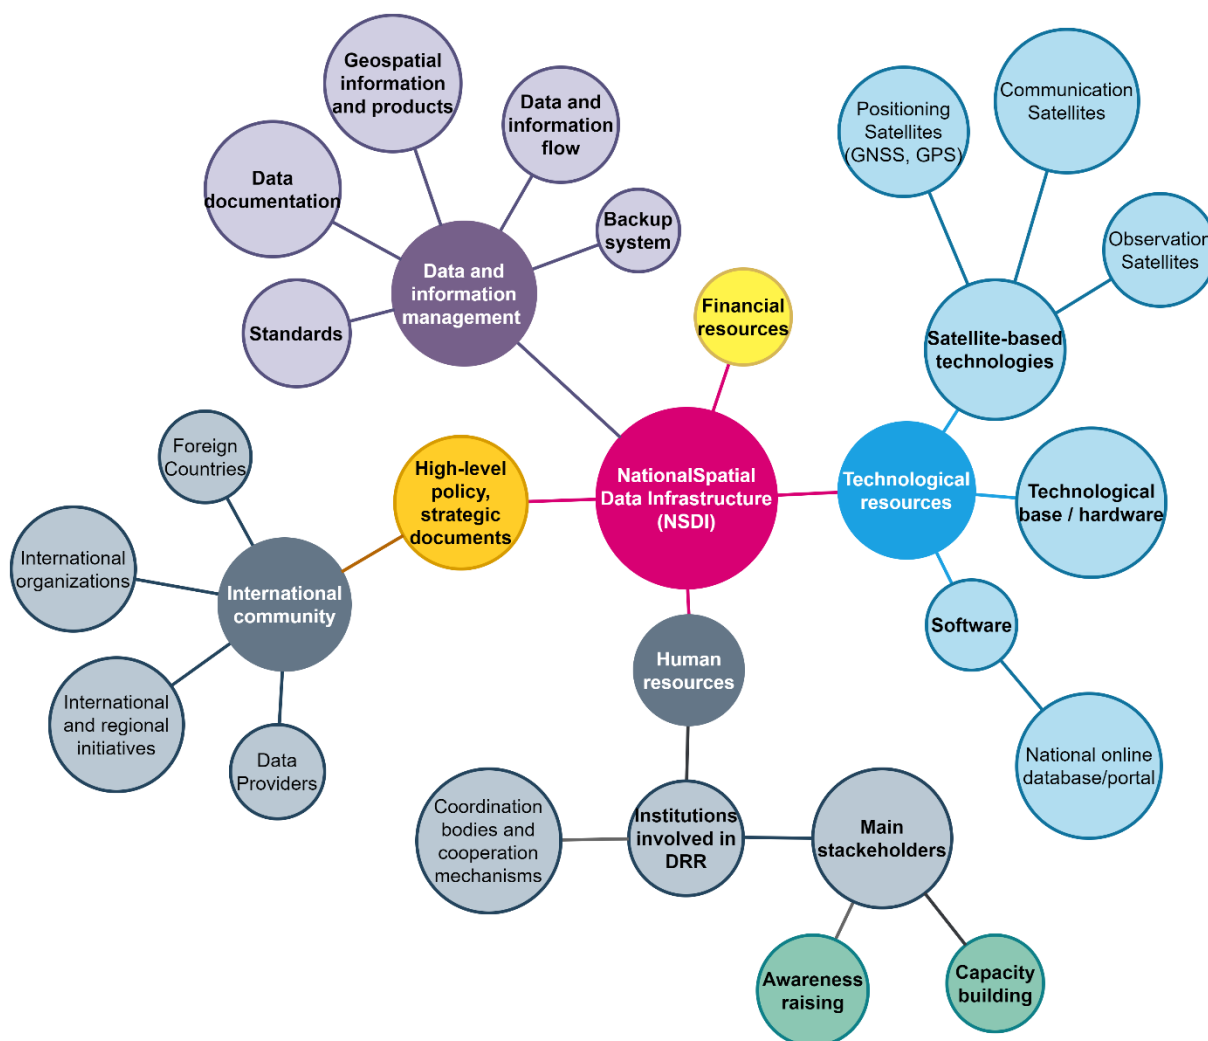 Geospatial
information
and products
Data and
information
flow
Data
documentation
Backup
system
Standards
Data and
information
management
Financial
resources
Positioning
Satellites
(GNSS, GPS)
Communication
Satellites
Observation
Satellites
Satellite-based
technologies
Technological
resources
Technological
base / hardware
Software
National online
database/portal
NationalSpatial
Data Infrastructure
(NSDI)
High-level
policy,
strategic
documents
Foreign
Countries
International
organizations
International
community
International
and regional
initiatives
Data
Providers
Human
resources
Coordination
bodies and
cooperation
mechanisms
Institutions
involved in
DRR
Main
stackeholders
Awareness
raising
Capacity
building